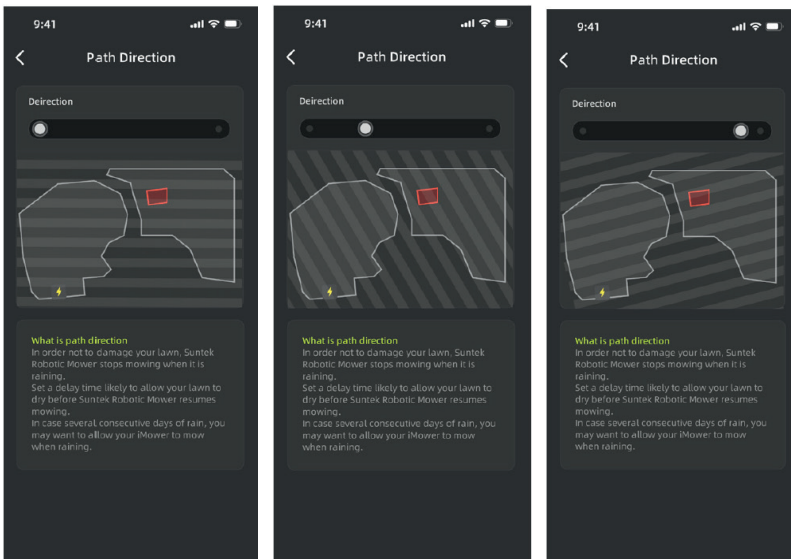 9:41
Path Direction
Deirection
What is path direction
In order not to damage your lawn, Suntek
Robotic Mower stops mowing when it is
raining.
Set a delay time likely to allow your lawn to
dry before Suntek Robotic Mower resumes
mowing.
In case several consecutive days of rain, you
may want to allow your iMower to mow
when raining.
9:41
Path Direction
Deirection
What is path direction
In order not to damage your lawn, Suntek
Robotic Mower stops mowing when it is
raining.
Set a delay time likely to allow your lawn to
dry before Suntek Robotic Mower resumes
mowing.
In case several consecutive days of rain, you
may want to allow your iMower to mow
when raining.
9:41
Path Direction
Deirection
What is path direction
In order not to damage your lawn, Suntek
Robotic Mower stops mowing when it is
raining.
Set a delay time likely to allow your lawn to
dry before Suntek Robotic Mower resumes
mowing.
In case several consecutive days of rain, you
may want to allow your iMower to mow
when raining.